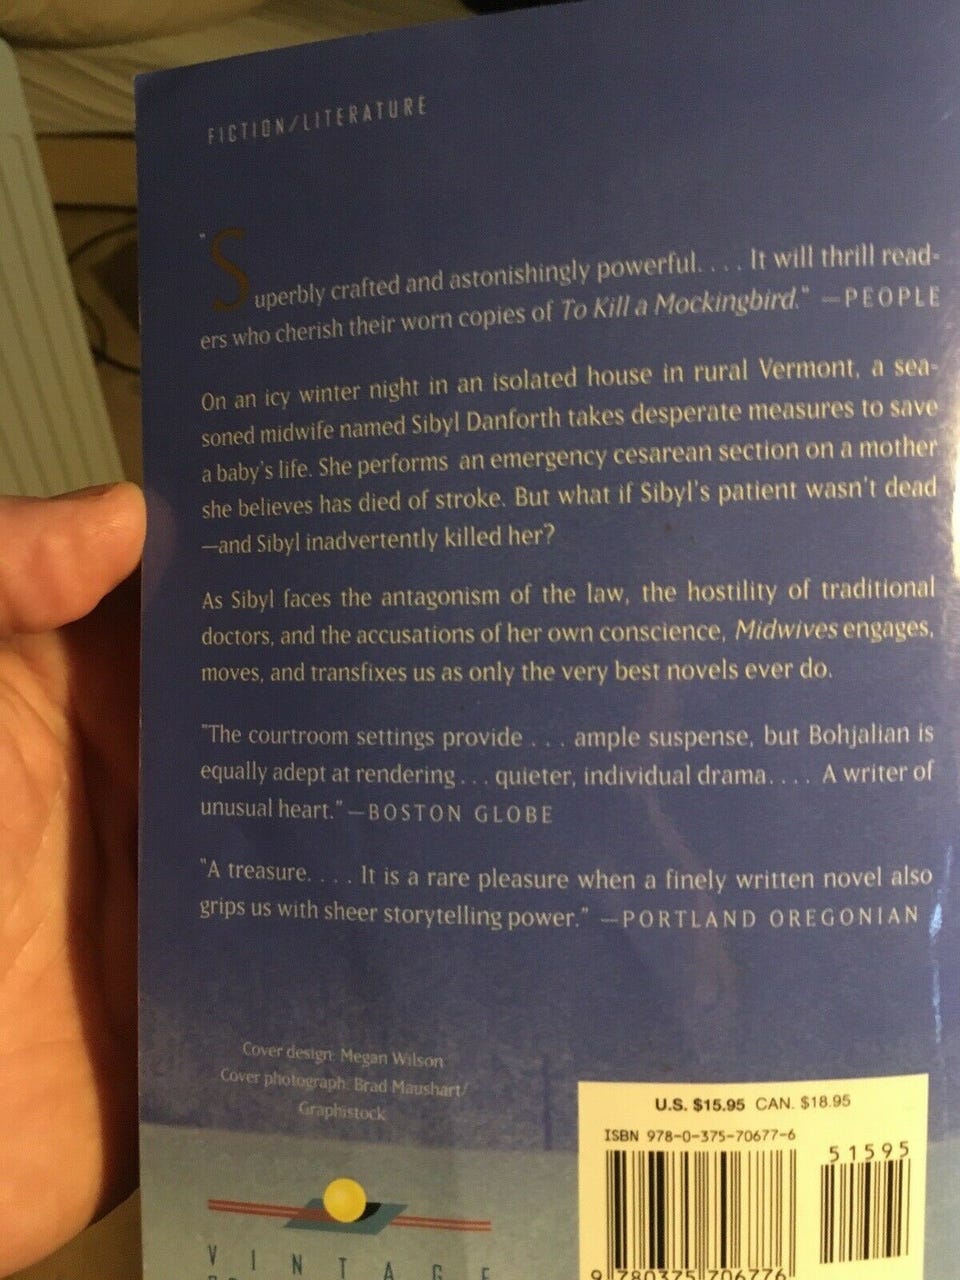 FICTION/LITERATURE
"Superbly crafted and astonishingly powerful. . . . It will thrill read-
ers who cherish their worn copies of To Kill a Mockingbird." —PEOPLE
On an icy winter night in an isolated house in rural Vermont, a sea-
soned midwife named Sibyl Danforth takes desperate measures to save
a baby's life. She performs an emergency cesarean section on a mother
she believes has died of stroke. But what if Sibyl's patient wasn't dead
—and Sibyl inadvertently killed her?
As Sibyl faces the antagonism of the law, the hostility of traditional
doctors, and the accusations of her own conscience, Midwives engages,
moves, and transfixes us as only the very best novels ever do.
"The courtroom settings provide . . . ample suspense, but Bohjalian is
equally adept at rendering . . . quieter, individual drama. . . . A writer of
unusual heart." —BOSTON GLOBE
"A treasure. . . . It is a rare pleasure when a finely written novel also
grips us with sheer storytelling power." —PORTLAND OREGONIAN
Cover design: Megan Wilson
Cover photograph: Brad Maushart/
Graphistock
VINTAGE
U.S. $15.95 CAN. $18.95
ISBN 978-0-375-70677-6
51595
9 780375 706776